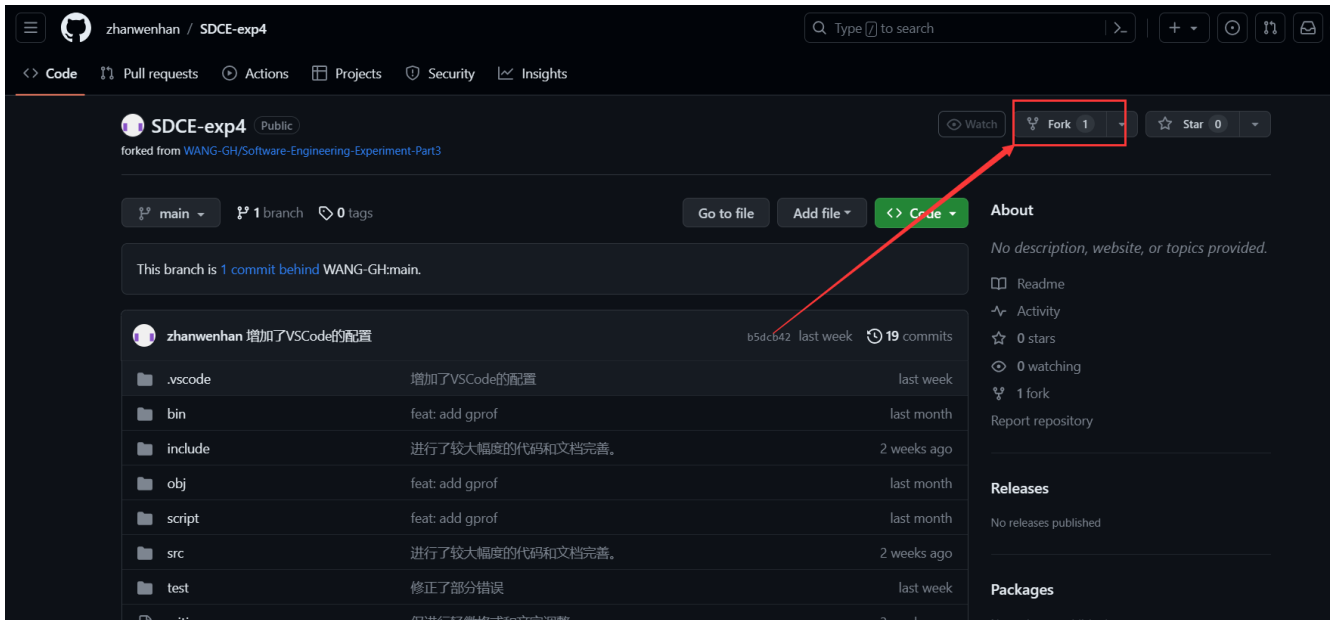 zhanwenhan / SDCE-exp4
Type / to search
Code Pull requests Actions Projects Security Insights
SDCE-exp4 Public
Watch Fork 1 Star 0
forked from WANG-GH/Software-Engineering-Experiment-Part3
main 1 branch 0 tags
Go to file Add file Code
About
No description, website, or topics provided.
This branch is 1 commit behind WANG-GH:main.
Readme
Activity
zhanwenhan 增加了VSCode的配置 b5dcb42 last week 19 commits
0 stars
0 watching
.vscode 增加了VSCode的配置 last week
1 fork
bin feat: add gprof last month
Report repository
include 进行了较大幅度的代码和文档完善。 2 weeks ago
obj feat: add gprof last month
Releases
script feat: add gprof last month
No releases published
src 进行了较大幅度的代码和文档完善。 2 weeks ago
test 修正了部分错误 last week
Packages